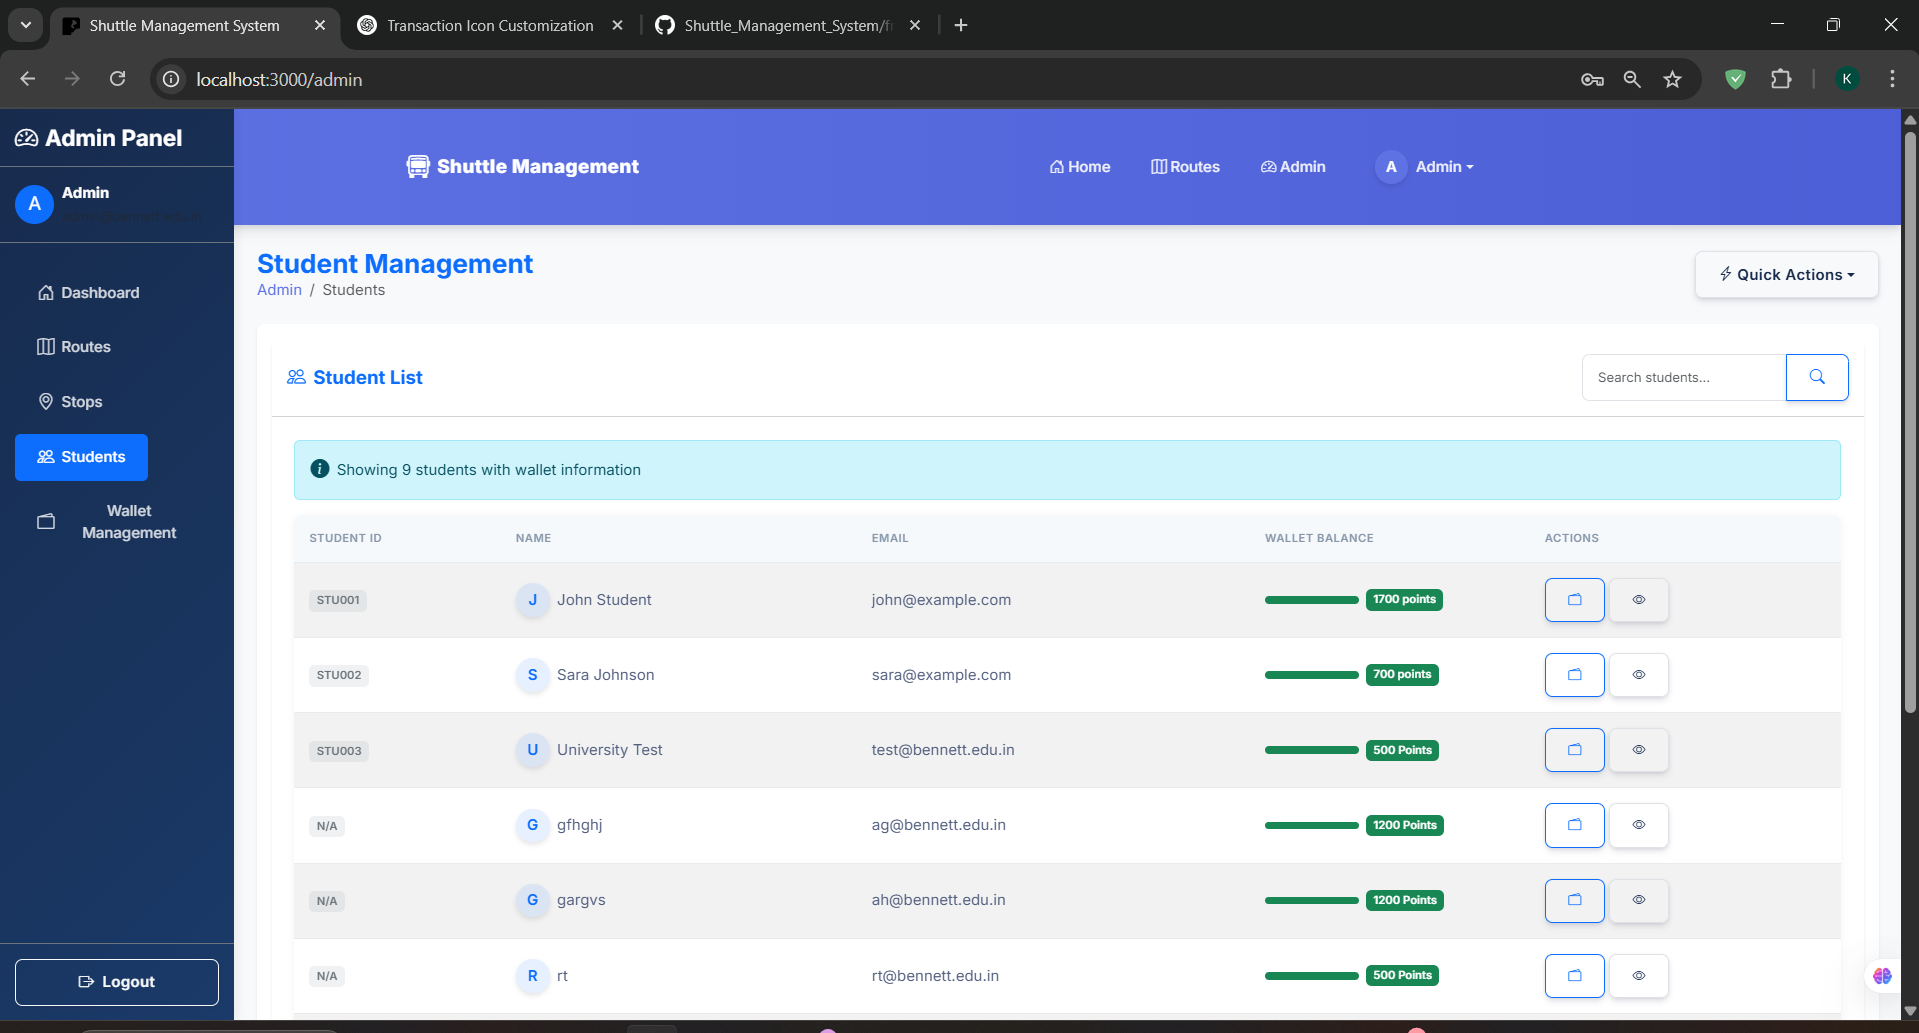 Shuttle Management System
Transaction Icon Customization
Shuttle_Management_System/f
localhost:3000/admin
K
Admin Panel
A
Admin
admin@bennett.edu.in
Dashboard
Routes
Stops
Students
Wallet
Management
Logout
Shuttle Management
Home
Routes
Admin
A
Admin
Student Management
Admin / Students
Quick Actions
Student List
Search students...
Showing 9 students with wallet information
STUDENT ID NAME EMAIL WALLET BALANCE ACTIONS
STU001 J John Student john@example.com 1700 points
STU002 S Sara Johnson sara@example.com 700 points
STU003 U University Test test@bennett.edu.in 500 Points
N/A G gfhghj ag@bennett.edu.in 1200 Points
N/A G gargvs ah@bennett.edu.in 1200 Points
N/A R rt rt@bennett.edu.in 500 Points